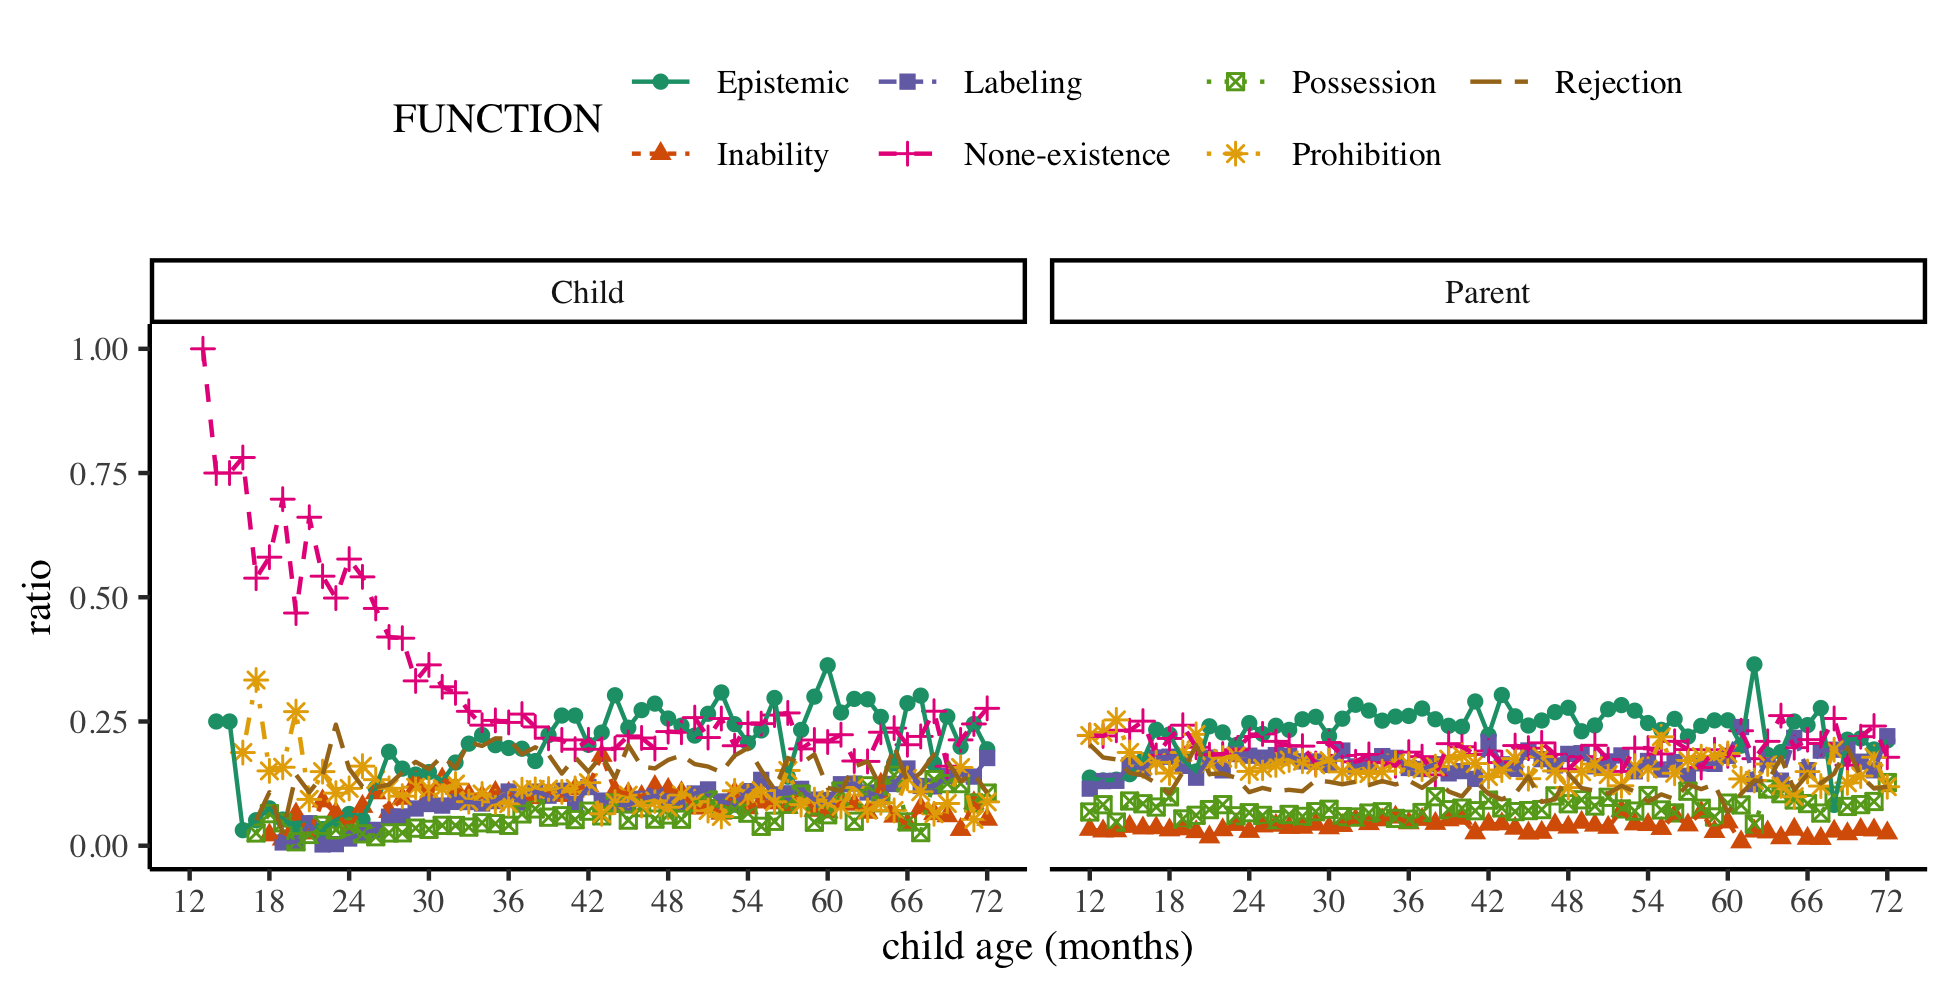 FUNCTION
Epistemic Labeling Possession Rejection
Inability None-existence Prohibition
Child Parent
1.00
0.75
0.50
0.25
0.00
ratio
12 18 24 30 36 42 48 54 60 66 72 12 18 24 30 36 42 48 54 60 66 72
child age (months)